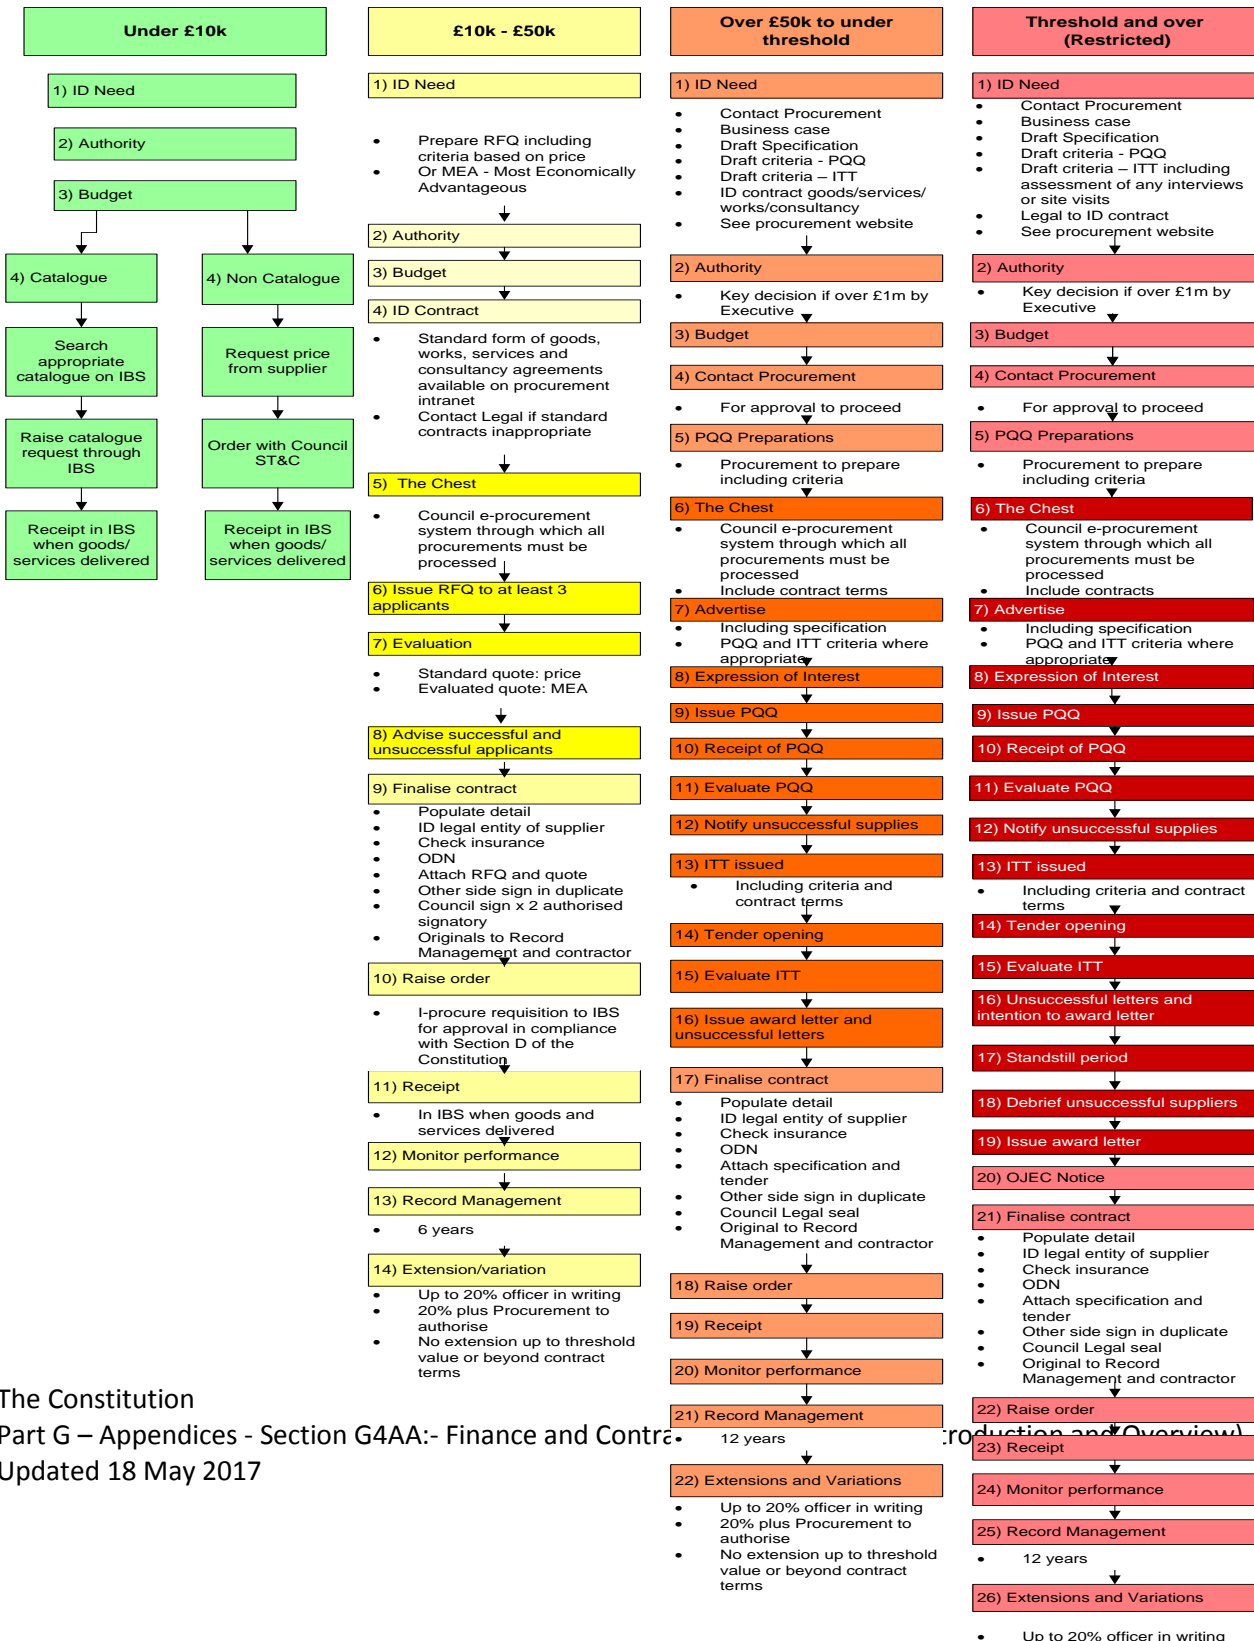 Under £10k
1) ID Need
2) Authority
3) Budget
4) Catalogue
4) Non Catalogue
Search
appropriate
catalogue on IBS
Request price
from supplier
Raise catalogue
request through
IBS
Order with Council
ST&C
Receipt in IBS
when goods/
services delivered
Receipt in IBS
when goods/
services delivered
£10k - £50k
1) ID Need
• Prepare RFQ including
criteria based on price
• Or MEA - Most Economically
Advantageous
2) Authority
3) Budget
4) ID Contract
• Standard form of goods,
works, services and
consultancy agreements
available on procurement
intranet
• Contact Legal if standard
contracts inappropriate
5) The Chest
• Council e-procurement
system through which all
procurements must be
processed
6) Issue RFQ to at least 3
applicants
7) Evaluation
• Standard quote: price
• Evaluated quote: MEA
8) Advise successful and
unsuccessful applicants
9) Finalise contract
• Populate detail
• ID legal entity of supplier
• Check insurance
• ODN
• Attach RFQ and quote
• Other side sign in duplicate
• Council sign x 2 authorised
signatory
• Originals to Record
Management and contractor
10) Raise order
• I-procure requisition to IBS
for approval in compliance
with Section D of the
Constitution
11) Receipt
• In IBS when goods and
services delivered
12) Monitor performance
13) Record Management
• 6 years
14) Extension/variation
• Up to 20% officer in writing
• 20% plus Procurement to
authorise
• No extension up to threshold
value or beyond contract
terms
Over £50k to under
threshold
1) ID Need
• Contact Procurement
• Business case
• Draft Specification
• Draft criteria - PQQ
• Draft criteria – ITT
• ID contract goods/services/
works/consultancy
• See procurement website
2) Authority
• Key decision if over £1m by
Executive
3) Budget
4) Contact Procurement
• For approval to proceed
5) PQQ Preparations
• Procurement to prepare
including criteria
6) The Chest
• Council e-procurement
system through which all
procurements must be
processed
• Include contract terms
7) Advertise
• Including specification
• PQQ and ITT criteria where
appropriate
8) Expression of Interest
9) Issue PQQ
10) Receipt of PQQ
11) Evaluate PQQ
12) Notify unsuccessful supplies
13) ITT issued
• Including criteria and
contract terms
14) Tender opening
15) Evaluate ITT
16) Issue award letter and
unsuccessful letters
17) Finalise contract
• Populate detail
• ID legal entity of supplier
• Check insurance
• ODN
• Attach specification and
tender
• Other side sign in duplicate
• Council Legal seal
• Original to Record
Management and contractor
18) Raise order
19) Receipt
20) Monitor performance
21) Record Management
• 12 years
22) Extensions and Variations
• Up to 20% officer in writing
• 20% plus Procurement to
authorise
• No extension up to threshold
value or beyond contract
terms
Threshold and over
(Restricted)
1) ID Need
• Contact Procurement
• Business case
• Draft Specification
• Draft criteria - PQQ
• Draft criteria – ITT including
assessment of any interviews
or site visits
• Legal to ID contract
• See procurement website
2) Authority
• Key decision if over £1m by
Executive
3) Budget
4) Contact Procurement
• For approval to proceed
5) PQQ Preparations
• Procurement to prepare
including criteria
6) The Chest
• Council e-procurement
system through which all
procurements must be
processed
• Include contracts
7) Advertise
• Including specification
• PQQ and ITT criteria where
appropriate
8) Expression of Interest
9) Issue PQQ
10) Receipt of PQQ
11) Evaluate PQQ
12) Notify unsuccessful supplies
13) ITT issued
• Including criteria and contract
terms
14) Tender opening
15) Evaluate ITT
16) Unsuccessful letters and
intention to award letter
17) Standstill period
18) Debrief unsuccessful suppliers
19) Issue award letter
20) OJEC Notice
21) Finalise contract
• Populate detail
• ID legal entity of supplier
• Check insurance
• ODN
• Attach specification and
tender
• Other side sign in duplicate
• Council Legal seal
• Original to Record
Management and contractor
22) Raise order
23) Receipt
24) Monitor performance
25) Record Management
• 12 years
26) Extensions and Variations
• Up to 20% officer in writing
The Constitution
Part G – Appendices - Section G4AA:- Finance and and Overview)
Updated 18 May 2017